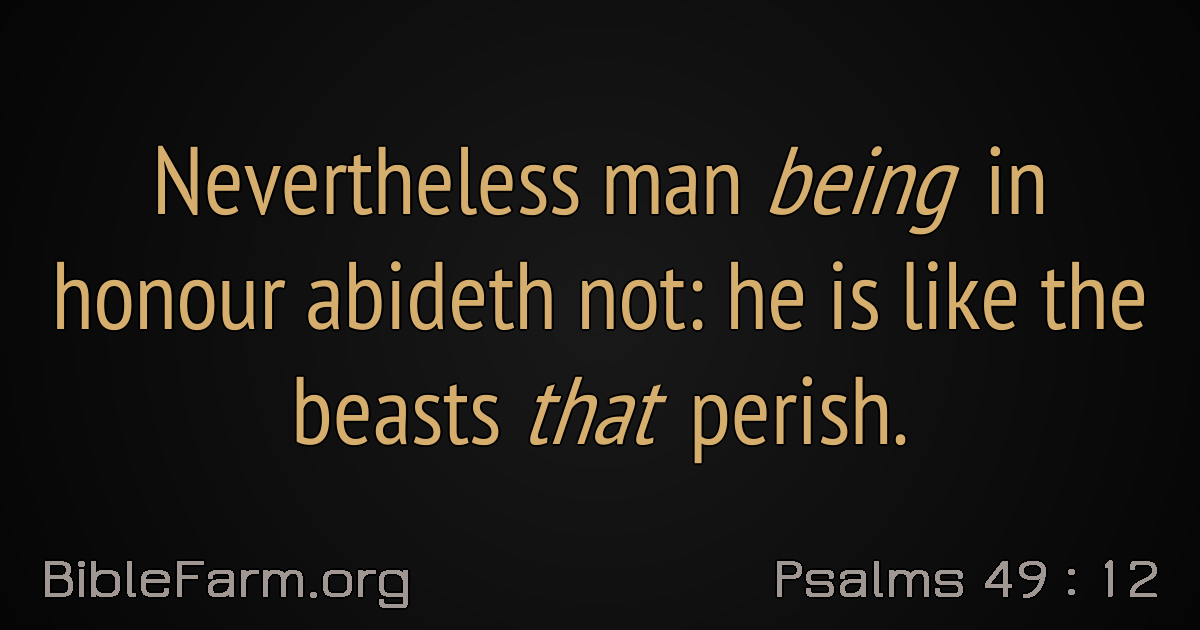 Nevertheless man being in
honour abideth not: he is like the
beasts that perish.
BibleFarm.org
Psalms 49 : 12